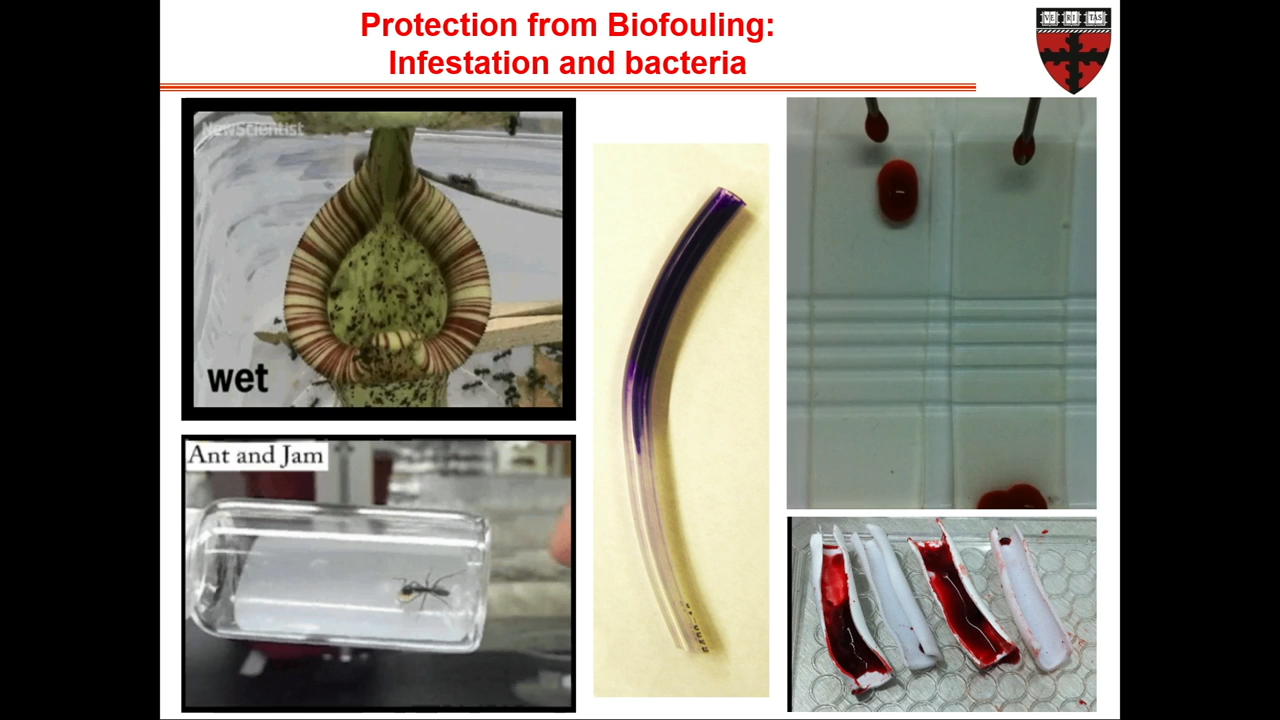 Protection from Biofouling:
Infestation and bacteria
VE RI TAS
NewScientist
wet
Ant and Jam